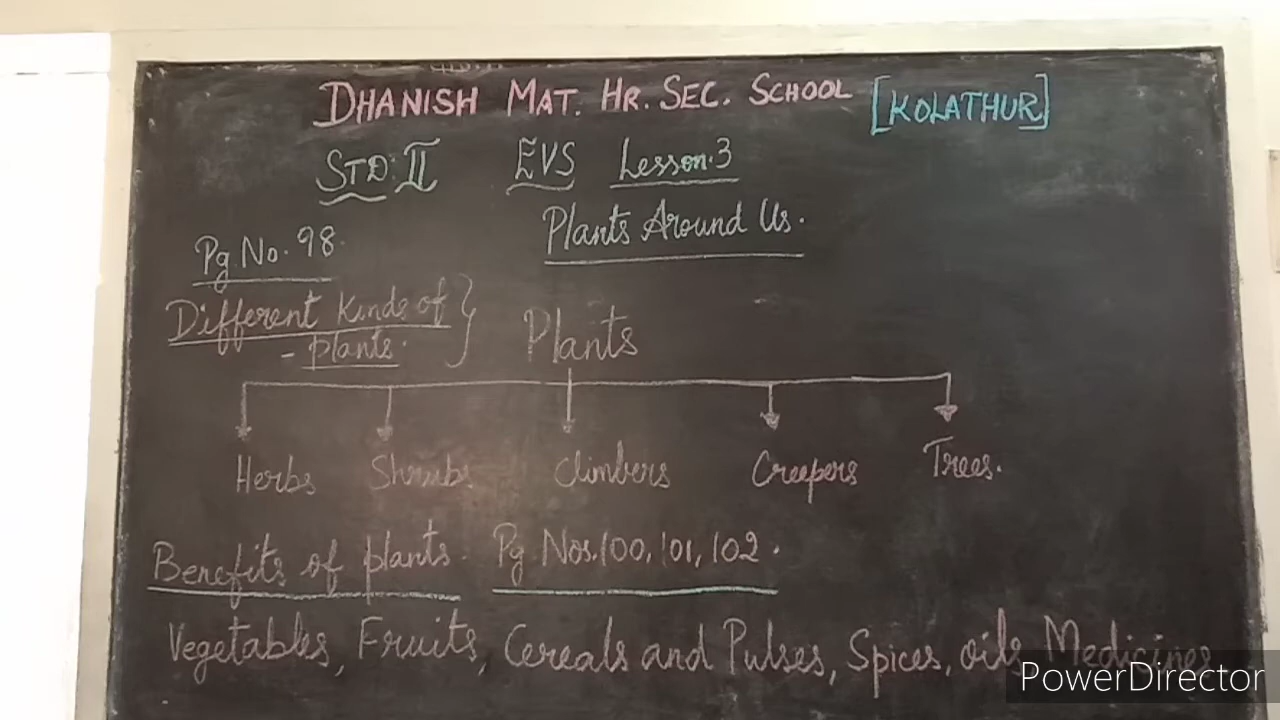 DHANISH MAT. HR. SEC. SCHOOL [KOLATHUR]
STD: II EVS Lesson.3
Plants Around Us.
Pg.No.98.
Different kinds of
- plants.
Plants
Herbs Shrubs Climbers Creepers Trees.
Benefits of plants. Pg Nos.100,101,102.
Vegetables, Fruits, Cereals and Pulses, Spices, oils Medicines
PowerDirector